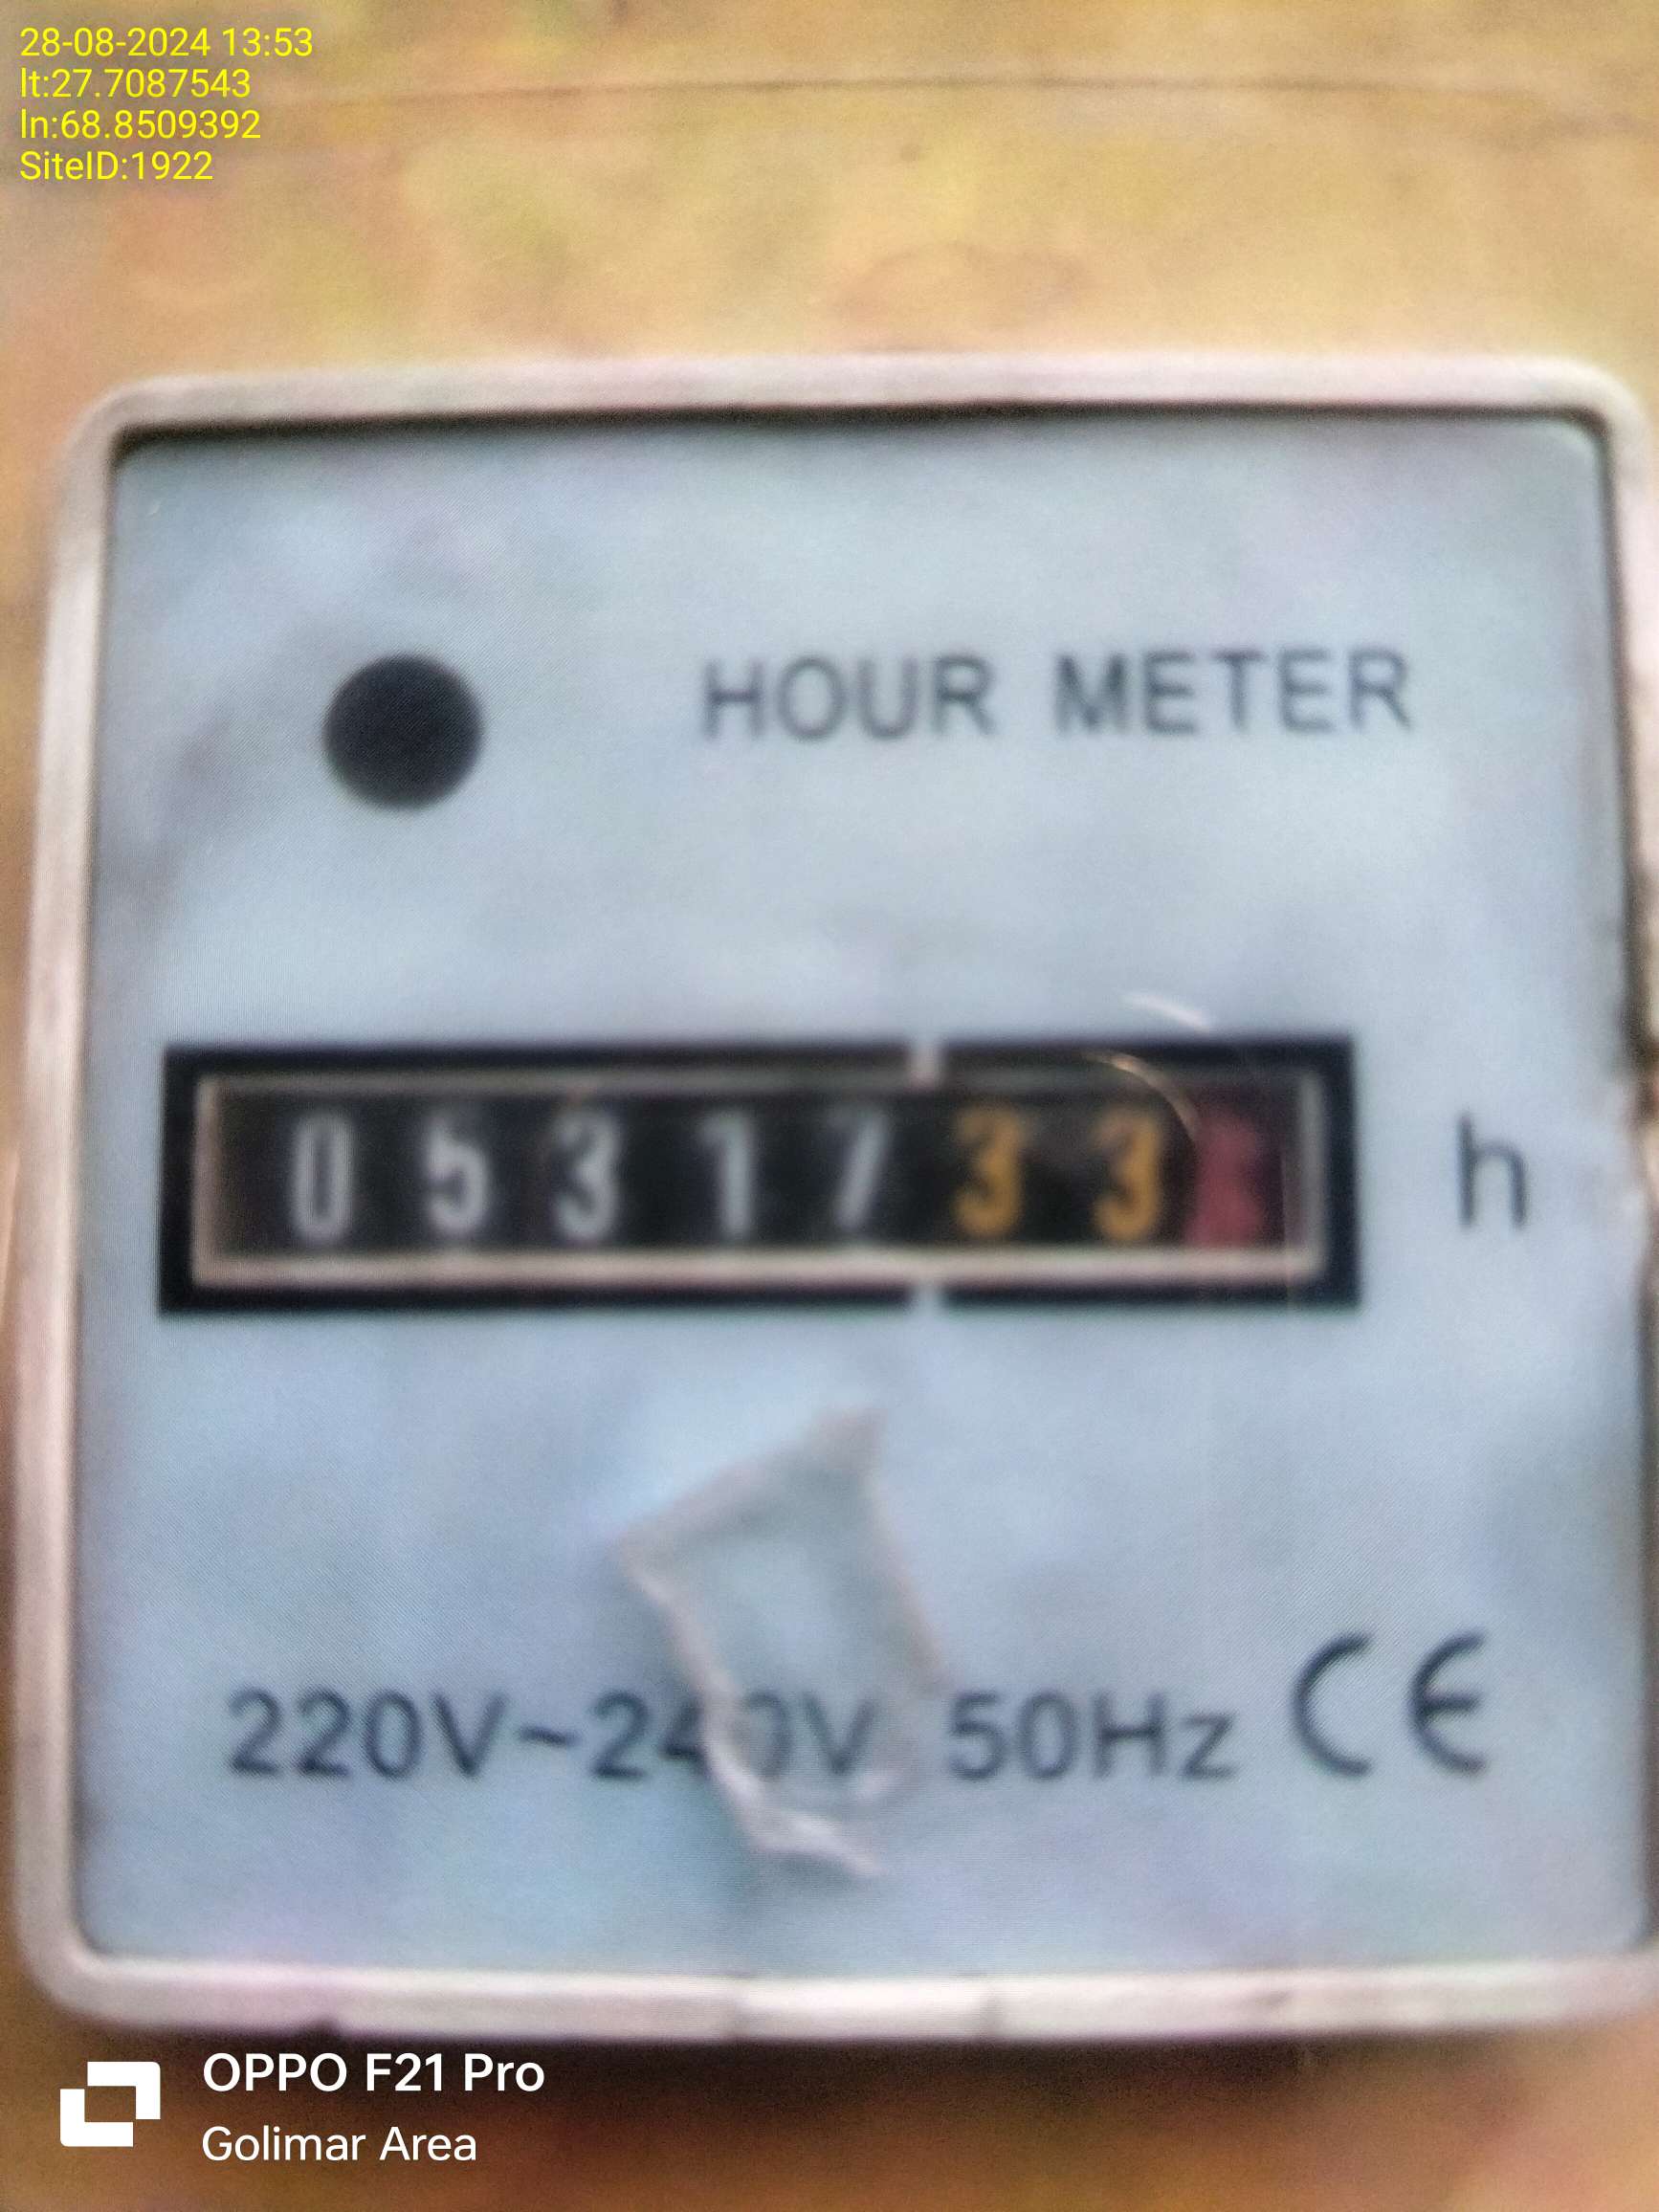 28-08-2024 13:53
lt:27.7087543
ln:68.8509392
SiteID:1922
HOUR METER
0531733 h
220V~240V 50Hz CE
OPPO F21 Pro
Golimar Area